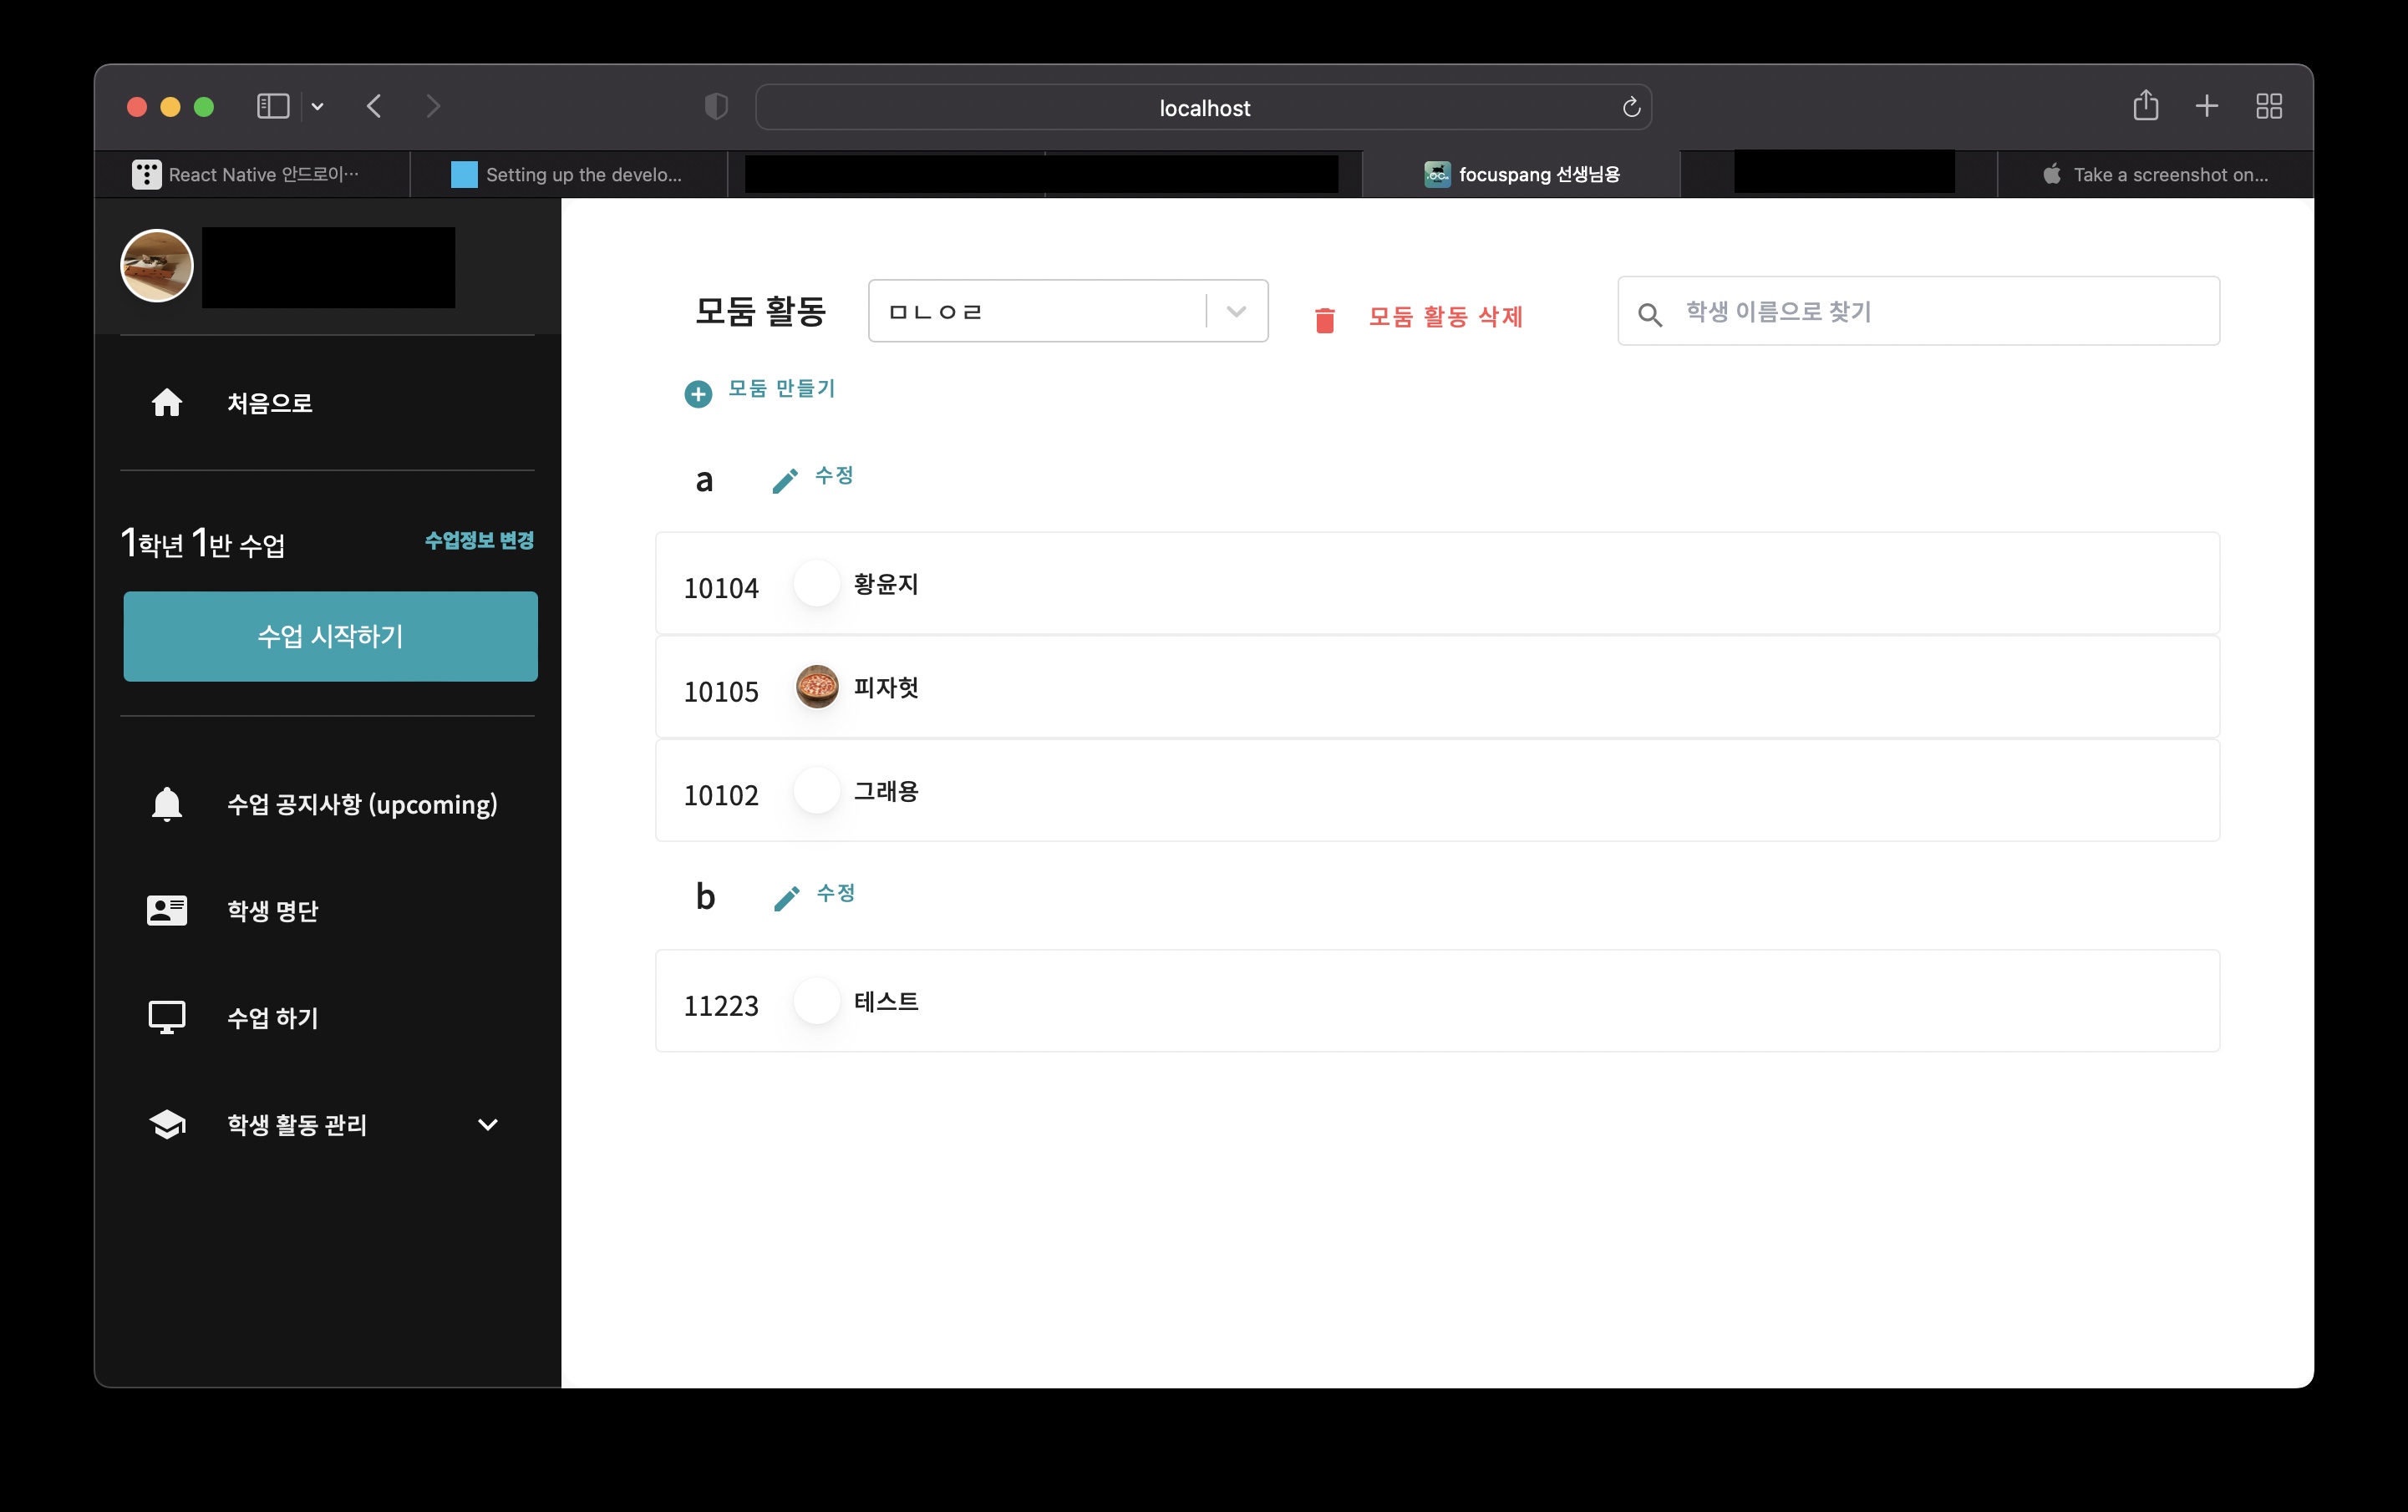 localhost
React Native 안드로이…
Setting up the develo...
focuspang 선생님용
Take a screenshot on...
처음으로
1학년 1반 수업
수업정보 변경
수업 시작하기
수업 공지사항 (upcoming)
학생 명단
수업 하기
학생 활동 관리
모둠 활동
ㅁㄴㅇㄹ
모둠 활동 삭제
학생 이름으로 찾기
모둠 만들기
a
수정
10104 황윤지
10105 피자헛
10102 그래용
b
수정
11223 테스트